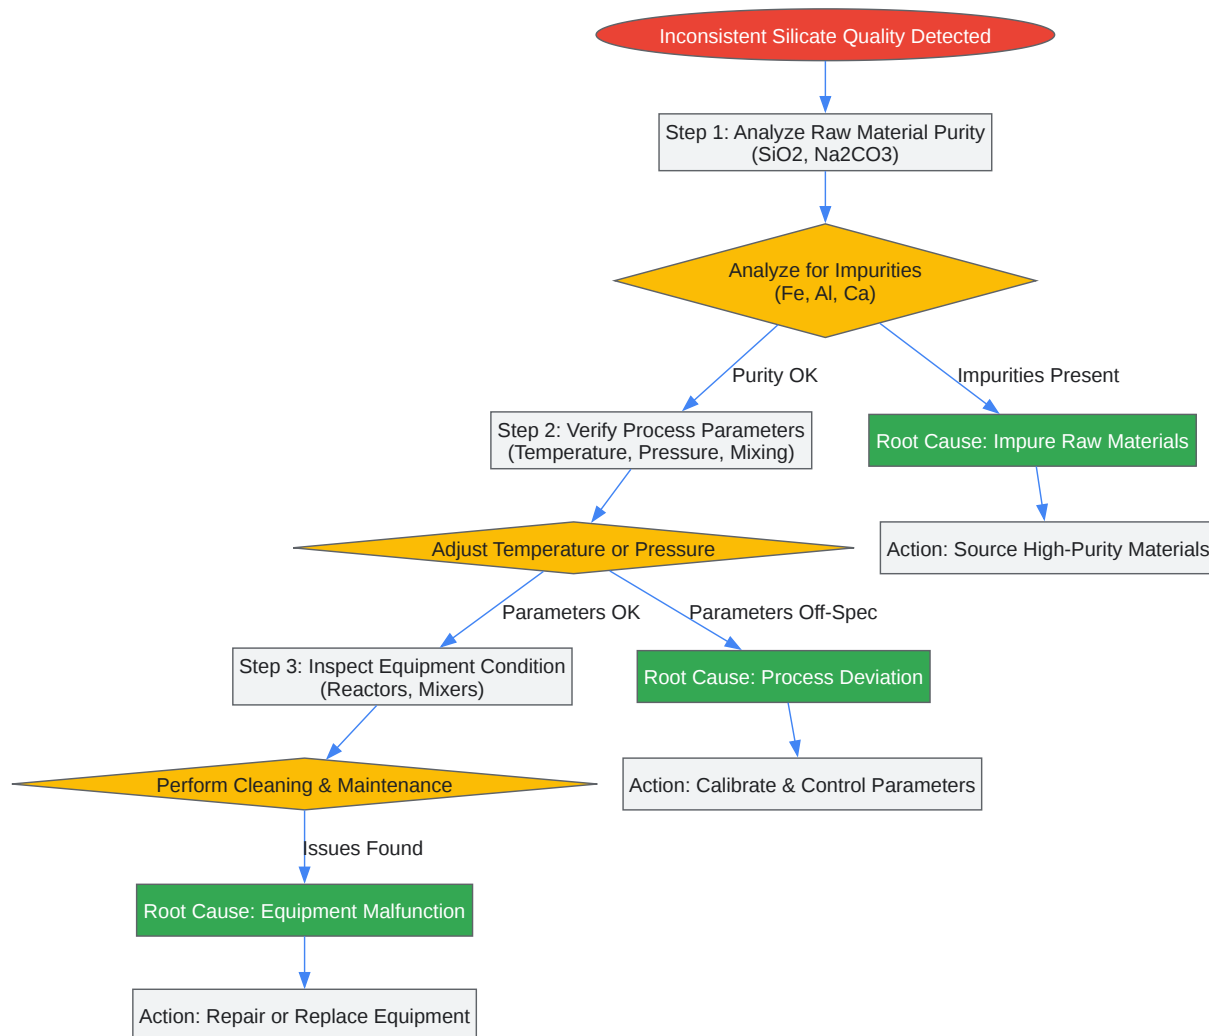 Inconsistent Silicate Quality Detected
Step 1: Analyze Raw Material Purity
(SiO2, Na2CO3)
Analyze for Impurities
(Fe, Al, Ca)
Purity OK
Impurities Present
Step 2: Verify Process Parameters
(Temperature, Pressure, Mixing)
Root Cause: Impure Raw Materials
Adjust Temperature or Pressure
Action: Source High-Purity Materials
Parameters OK
Parameters Off-Spec
Step 3: Inspect Equipment Condition
(Reactors, Mixers)
Root Cause: Process Deviation
Perform Cleaning & Maintenance
Action: Calibrate & Control Parameters
Issues Found
Root Cause: Equipment Malfunction
Action: Repair or Replace Equipment